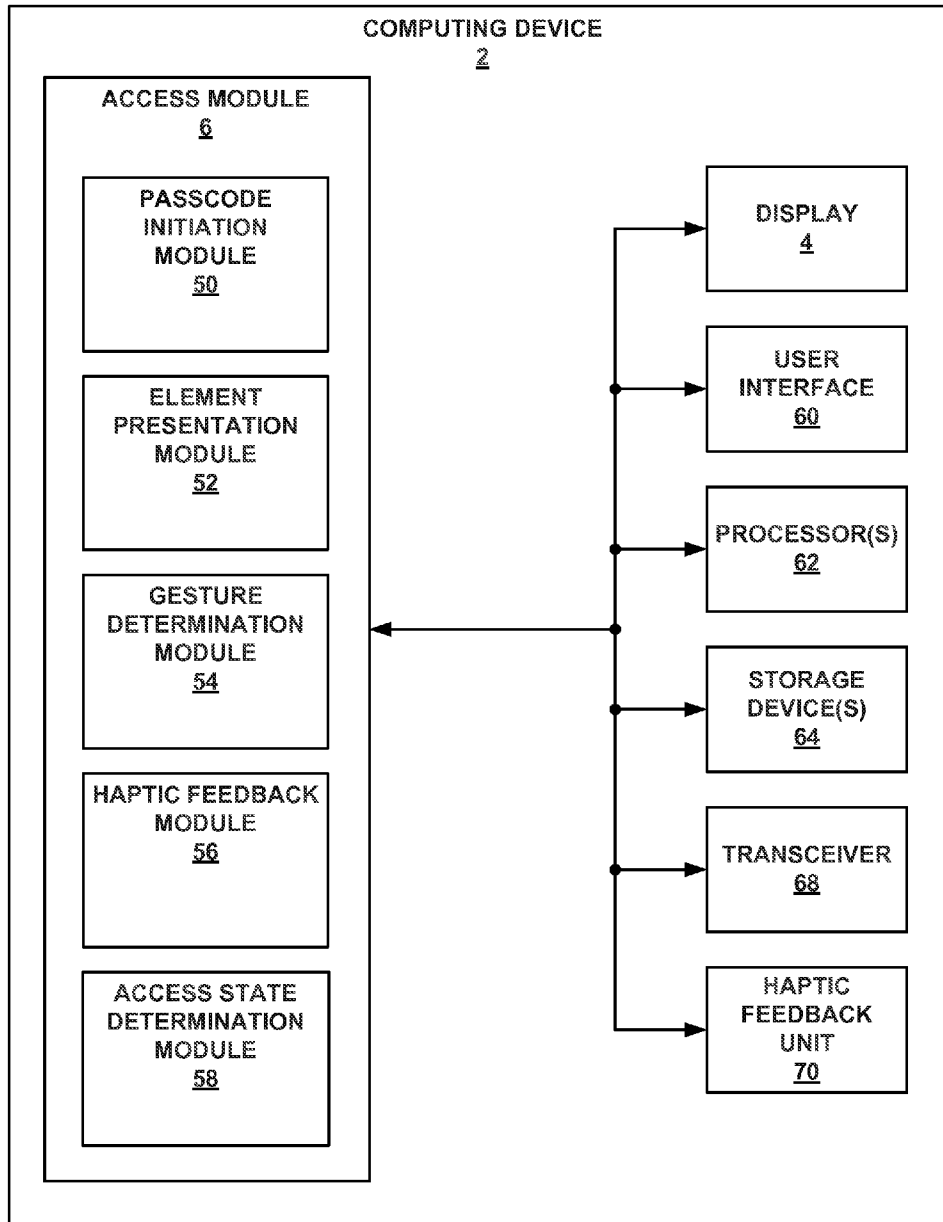 COMPUTING DEVICE
2
ACCESS MODULE
6
PASSCODE
INITIATION
MODULE
50
ELEMENT
PRESENTATION
MODULE
52
GESTURE
DETERMINATION
MODULE
54
HAPTIC FEEDBACK
MODULE
56
ACCESS STATE
DETERMINATION
MODULE
58
DISPLAY
4
USER
INTERFACE
60
PROCESSOR(S)
62
STORAGE
DEVICE(S)
64
TRANSCEIVER
68
HAPTIC
FEEDBACK
UNIT
70